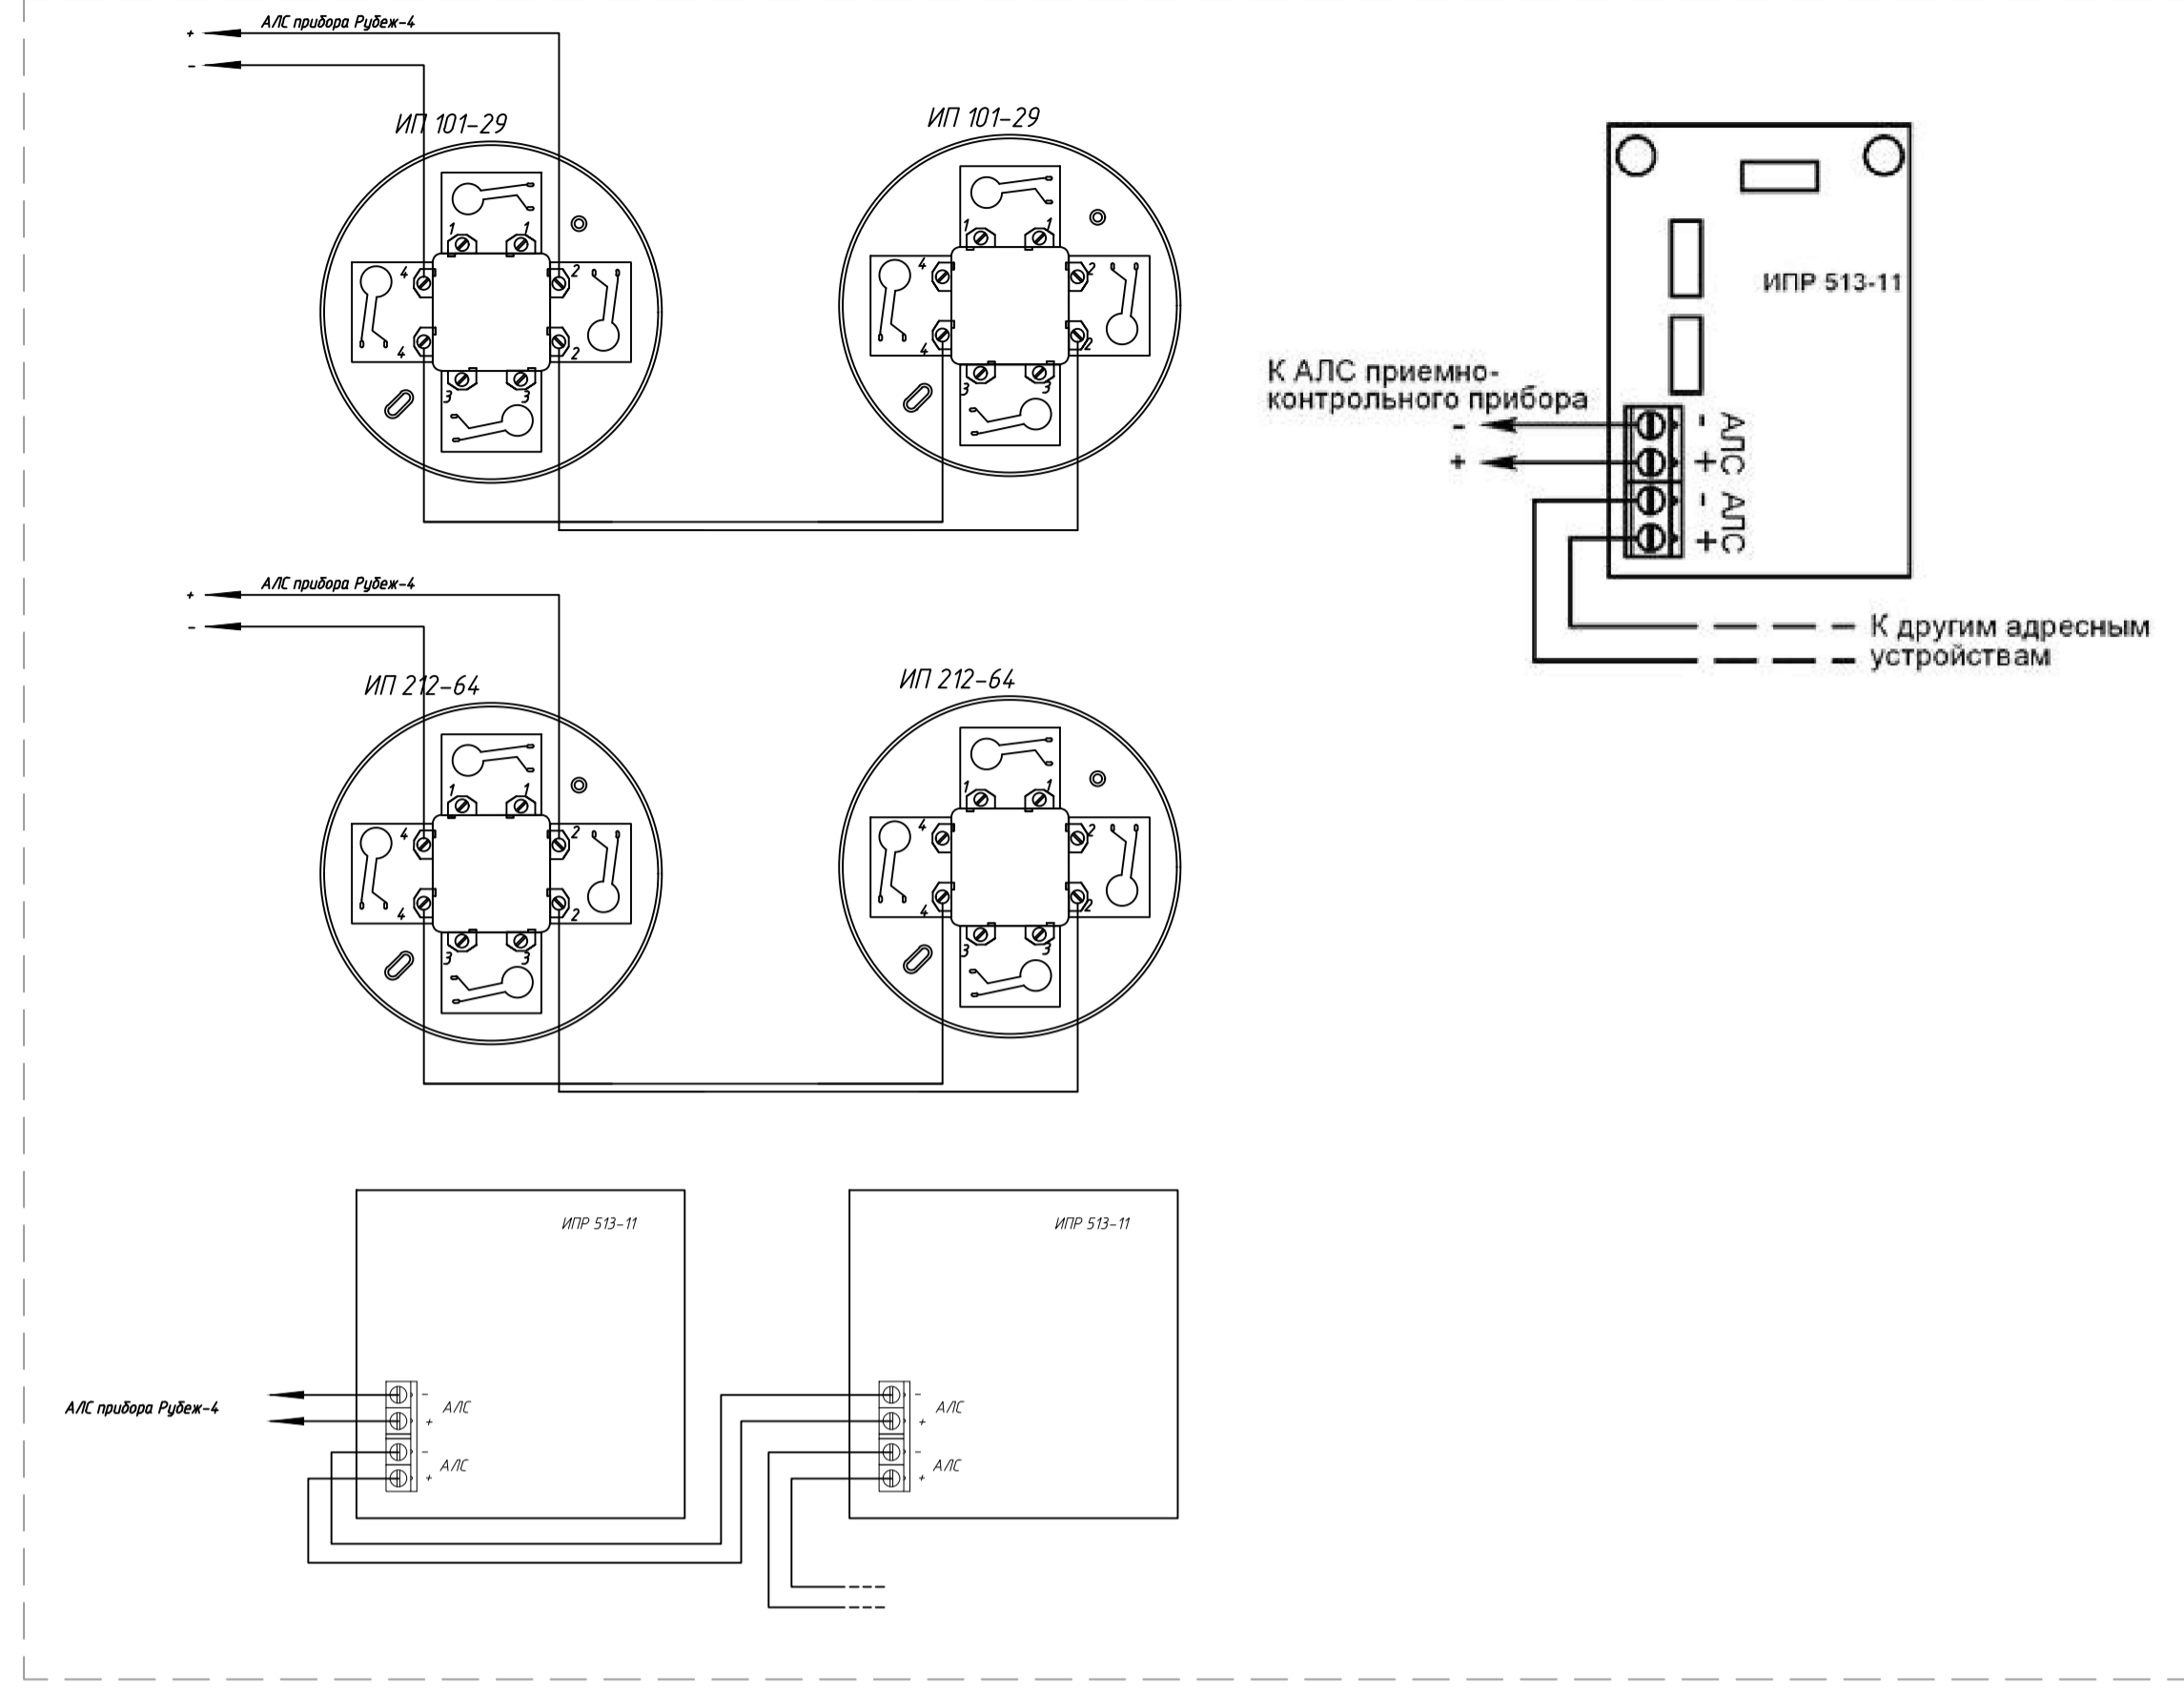 АЛС прибора Рубеж-4
+
-
ИП 101-29
1 1
4 2
4 2
3 3
ИП 101-29
1 1
4 2
4 2
3 3
ИПР 513-11
К АЛС приемно-
контрольного прибора
-
+
- АЛС
+
- АЛС
+
К другим адресным
устройствам
АЛС прибора Рубеж-4
+
-
ИП 212-64
1 1
4 2
4 2
3 3
ИП 212-64
1 1
4 2
4 2
3 3
ИПР 513-11
АЛС прибора Рубеж-4
-
АЛС
+
-
АЛС
+
ИПР 513-11
-
АЛС
+
-
АЛС
+